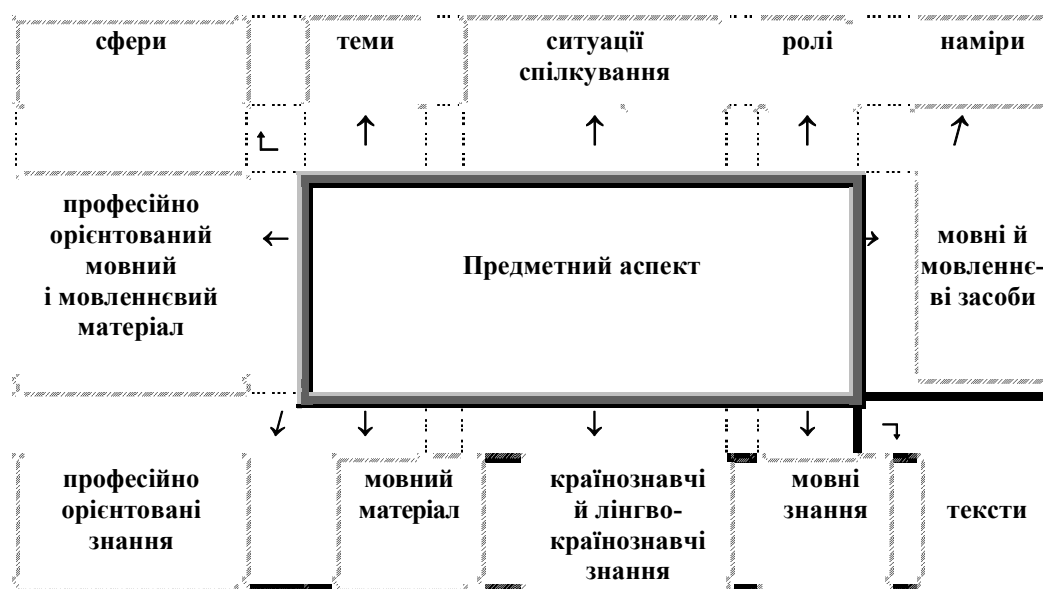 сфери
теми
ситуації
спілкування
ролі
наміри
професійно
орієнтований
мовний
і мовленнєвий
матеріал
Предметний аспект
мовні й
мовленнє-
ві засоби
професійно
орієнтовані
знання
мовний
матеріал
країнознавчі
й лінгво-
країнознавчі
знання
мовні
знання
тексти